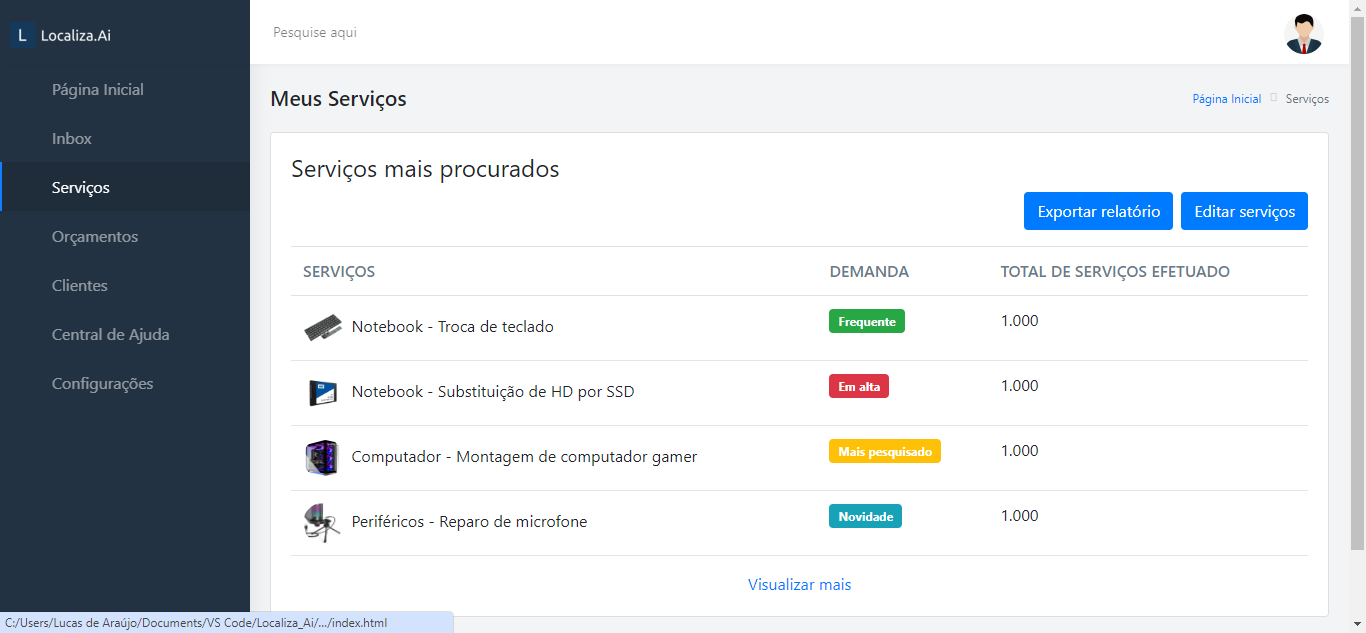 L Localiza.Ai
Pesquise aqui
Página Inicial
Inbox
Serviços
Orçamentos
Clientes
Central de Ajuda
Configurações
Meus Serviços
Página Inicial Serviços
Serviços mais procurados
Exportar relatório Editar serviços
SERVIÇOS DEMANDA TOTAL DE SERVIÇOS EFETUADO
Notebook - Troca de teclado Frequente 1.000
Notebook - Substituição de HD por SSD Em alta 1.000
Computador - Montagem de computador gamer Mais pesquisado 1.000
Periféricos - Reparo de microfone Novidade 1.000
Visualizar mais
C:/Users/Lucas de Araújo/Documents/VS Code/Localiza_Ai/.../index.html